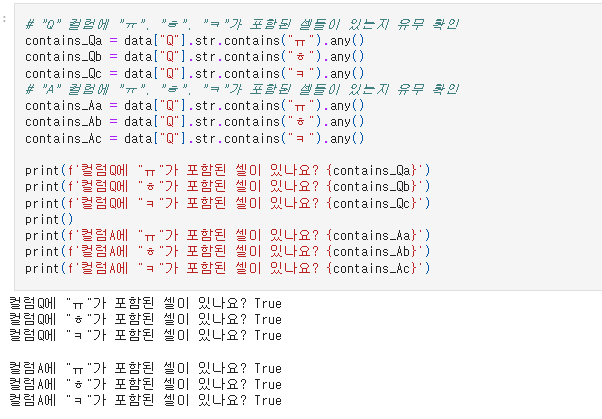 # "Q" 컬럼에 "ㅠ", "ㅎ", "ㅋ"가 포함된 셀들이 있는지 유무 확인
contains_Qa = data["Q"].str.contains("ㅠ").any()
contains_Qb = data["Q"].str.contains("ㅎ").any()
contains_Qc = data["Q"].str.contains("ㅋ").any()
# "A" 컬럼에 "ㅠ", "ㅎ", "ㅋ"가 포함된 셀들이 있는지 유무 확인
contains_Aa = data["Q"].str.contains("ㅠ").any()
contains_Ab = data["Q"].str.contains("ㅎ").any()
contains_Ac = data["Q"].str.contains("ㅋ").any()
print(f'컬럼Q에 "ㅠ"가 포함된 셀이 있나요? {contains_Qa}')
print(f'컬럼Q에 "ㅎ"가 포함된 셀이 있나요? {contains_Qb}')
print(f'컬럼Q에 "ㅋ"가 포함된 셀이 있나요? {contains_Qc}')
print()
print(f'컬럼A에 "ㅠ"가 포함된 셀이 있나요? {contains_Aa}')
print(f'컬럼A에 "ㅎ"가 포함된 셀이 있나요? {contains_Ab}')
print(f'컬럼A에 "ㅋ"가 포함된 셀이 있나요? {contains_Ac}')
컬럼Q에 "ㅠ"가 포함된 셀이 있나요? True
컬럼Q에 "ㅎ"가 포함된 셀이 있나요? True
컬럼Q에 "ㅋ"가 포함된 셀이 있나요? True
컬럼A에 "ㅠ"가 포함된 셀이 있나요? True
컬럼A에 "ㅎ"가 포함된 셀이 있나요? True
컬럼A에 "ㅋ"가 포함된 셀이 있나요? True